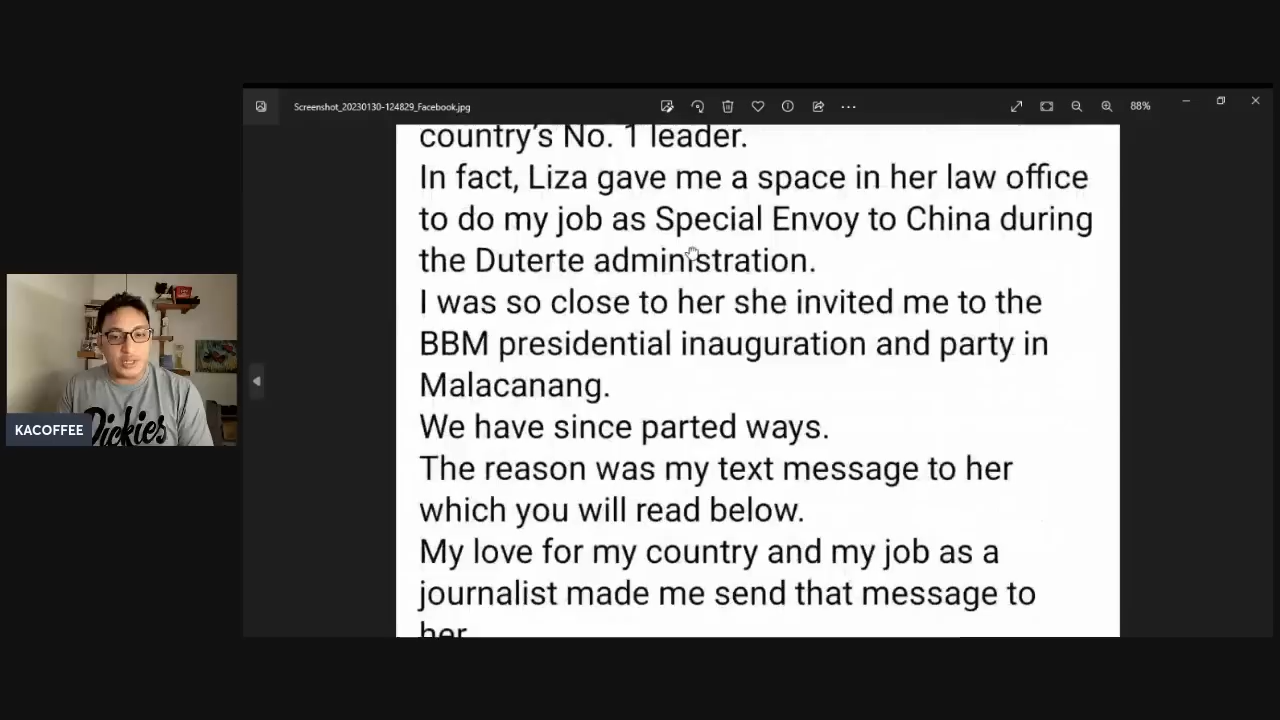 Screenshot_20230130-124829_Facebook.jpg
88%
country's No. 1 leader.
In fact, Liza gave me a space in her law office
to do my job as Special Envoy to China during
the Duterte administration.
I was so close to her she invited me to the
BBM presidential inauguration and party in
Malacanang.
We have since parted ways.
The reason was my text message to her
which you will read below.
My love for my country and my job as a
journalist made me send that message to
her
Dickies
KACOFFEE